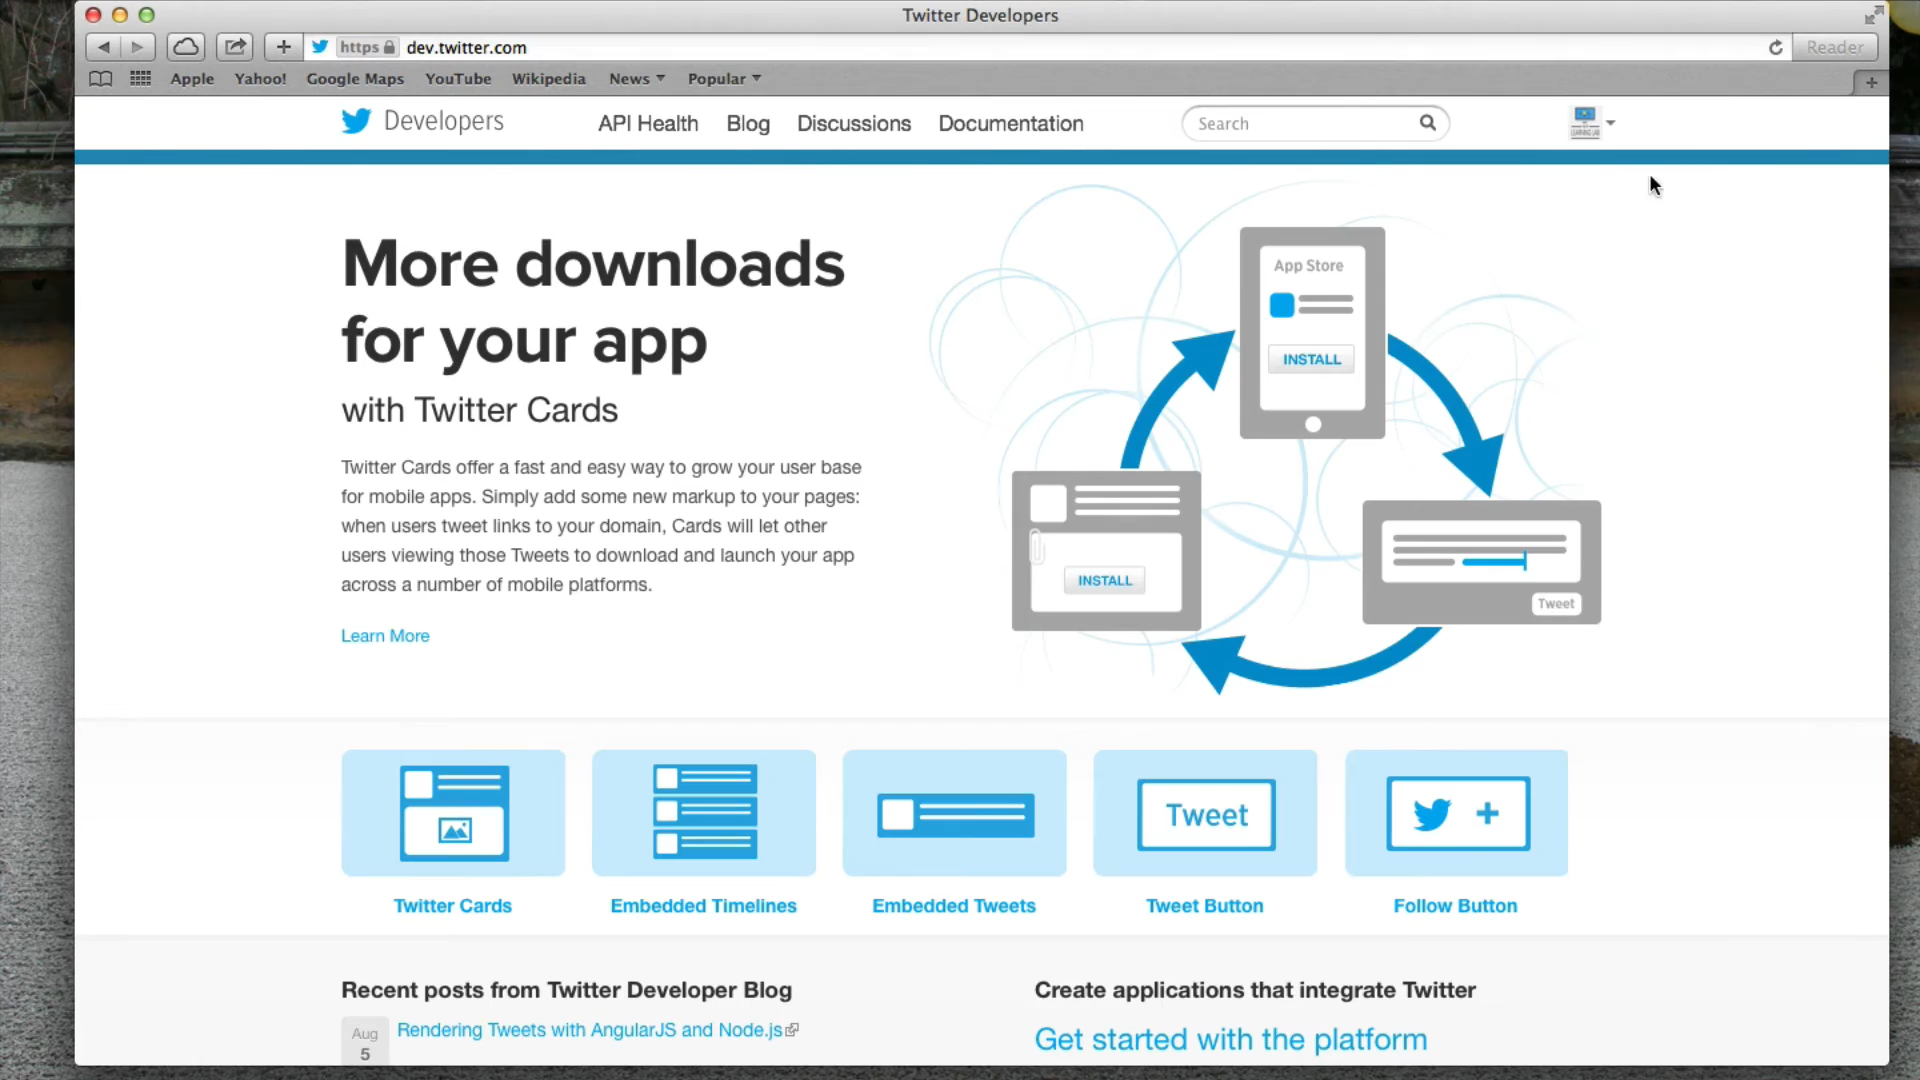 Twitter Developers
https dev.twitter.com
Reader
Apple Yahoo! Google Maps YouTube Wikipedia News Popular
Developers API Health Blog Discussions Documentation Search
LEARNING LAB
More downloads
for your app
with Twitter Cards
Twitter Cards offer a fast and easy way to grow your user base
for mobile apps. Simply add some new markup to your pages:
when users tweet links to your domain, Cards will let other
users viewing those Tweets to download and launch your app
across a number of mobile platforms.
Learn More
App Store
INSTALL
INSTALL
Tweet
Tweet
Twitter Cards
Embedded Timelines
Embedded Tweets
Tweet Button
Follow Button
Recent posts from Twitter Developer Blog
Aug
5
Rendering Tweets with AngularJS and Node.js
Create applications that integrate Twitter
Get started with the platform